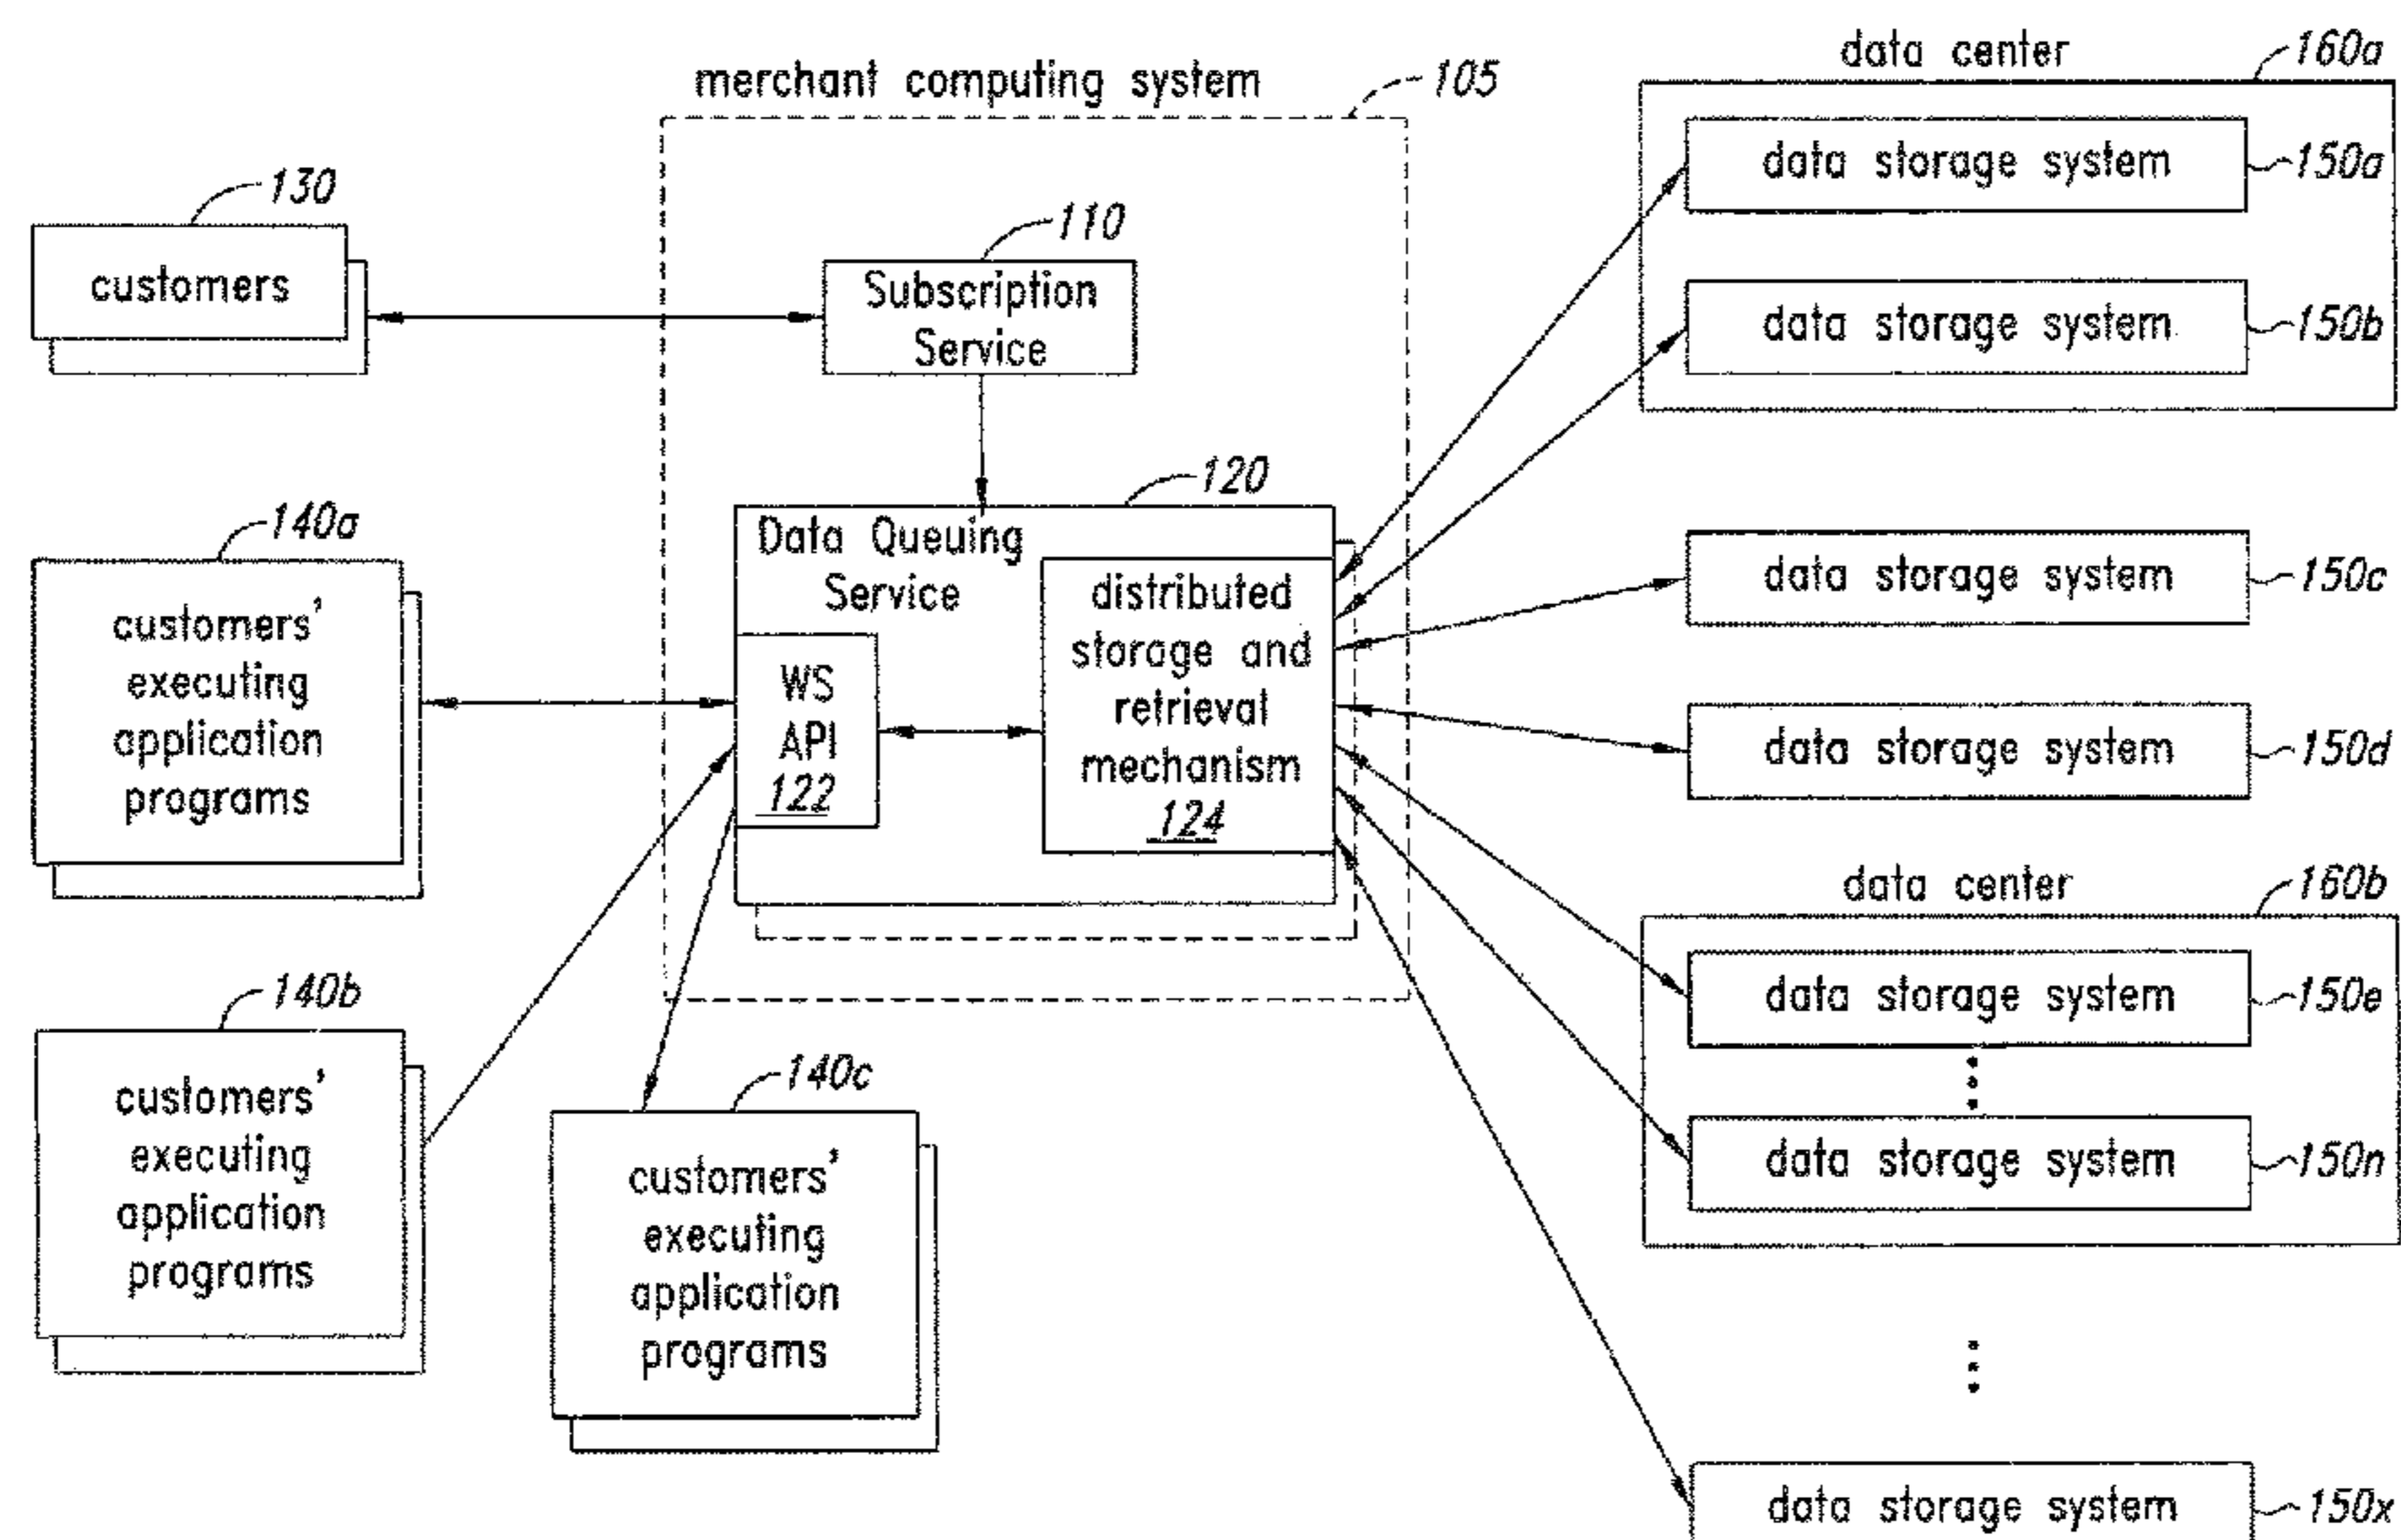 merchant computing system
105
data center
160a
data storage system
150a
data storage system
150b
130
customers
110
Subscription
Service
120
Data Queuing
Service
WS
API
122
distributed
storage and
retrieval
mechanism
124
140a
customers'
executing
application
programs
140b
customers'
executing
application
programs
140c
customers'
executing
application
programs
data storage system
150c
data storage system
150d
data center
160b
data storage system
150e
data storage system
150n
data storage system
150x